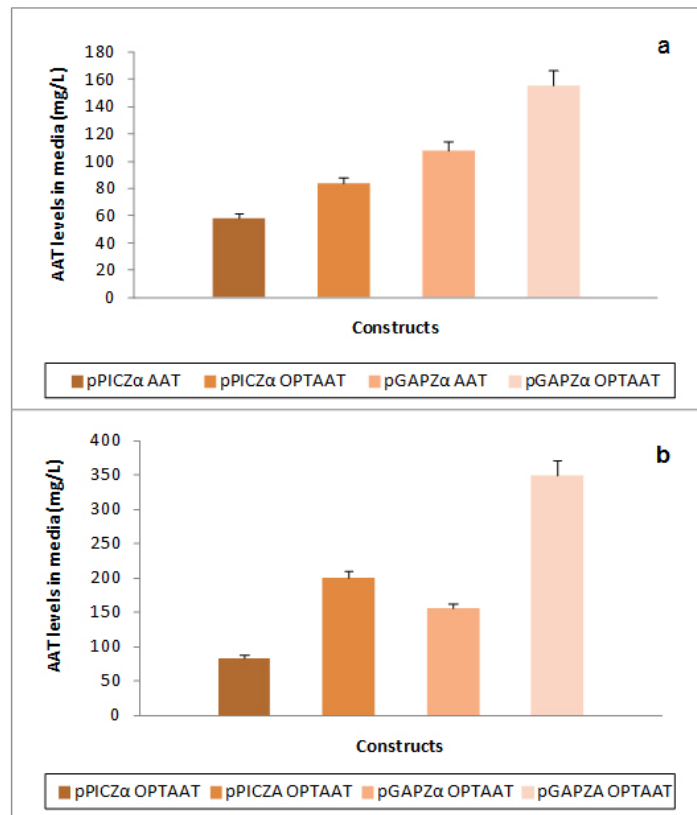 a
AAT levels in media (mg/L)
180
160
140
120
100
80
60
40
20
0
Constructs
pPICZα AAT pPICZα OPTAAT pGAPZα AAT pGAPZα OPTAAT
b
AAT levels in media (mg/L)
400
350
300
250
200
150
100
50
0
Constructs
pPICZα OPTAAT pPICZA OPTAAT pGAPZα OPTAAT pGAPZA OPTAAT